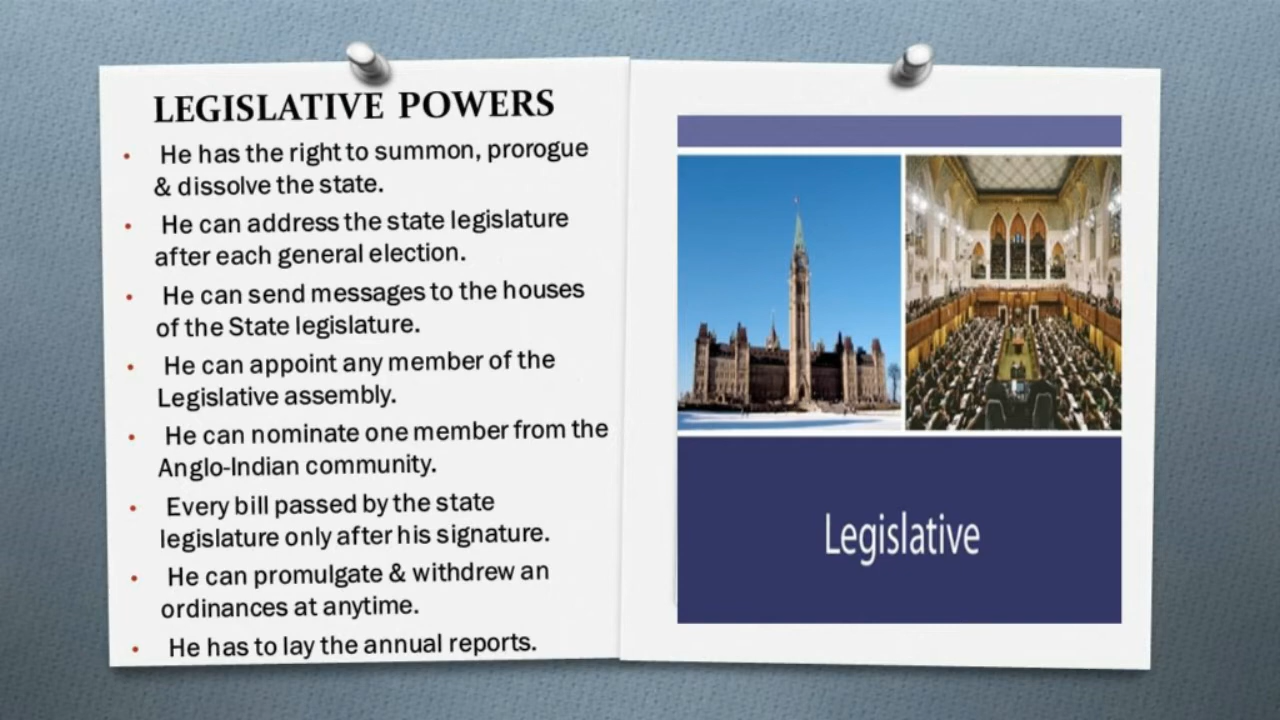 LEGISLATIVE POWERS
• He has the right to summon, prorogue
& dissolve the state.
• He can address the state legislature
after each general election.
• He can send messages to the houses
of the State legislature.
• He can appoint any member of the
Legislative assembly.
• He can nominate one member from the
Anglo-Indian community.
• Every bill passed by the state
legislature only after his signature.
• He can promulgate & withdrew an
ordinances at anytime.
• He has to lay the annual reports.
Legislative